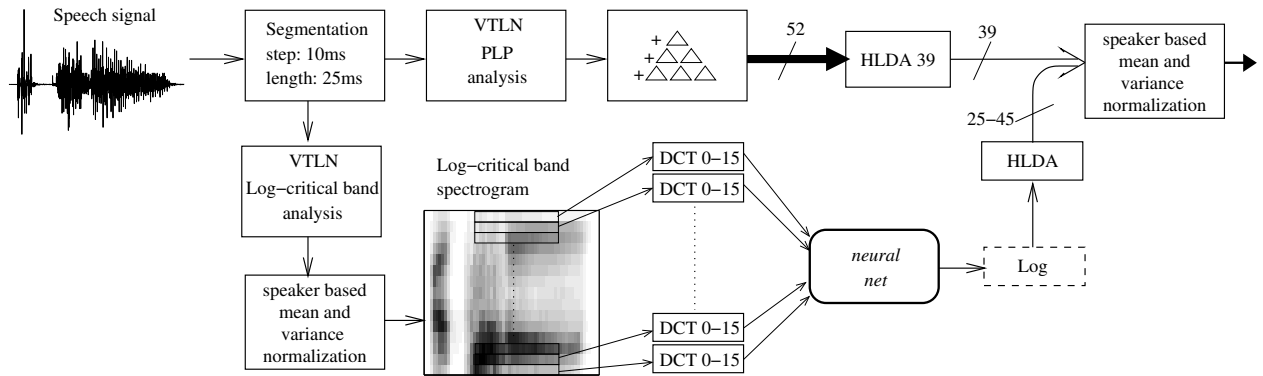 Speech signal
Segmentation
step: 10ms
length: 25ms
VTLN
PLP
analysis
+
+
+
52
HLDA 39
39
speaker based
mean and
variance
normalization
25−45
HLDA
VTLN
Log−critical band
analysis
Log−critical band
spectrogram
DCT 0−15
DCT 0−15
neural
net
Log
speaker based
mean and
variance
normalization
DCT 0−15
DCT 0−15